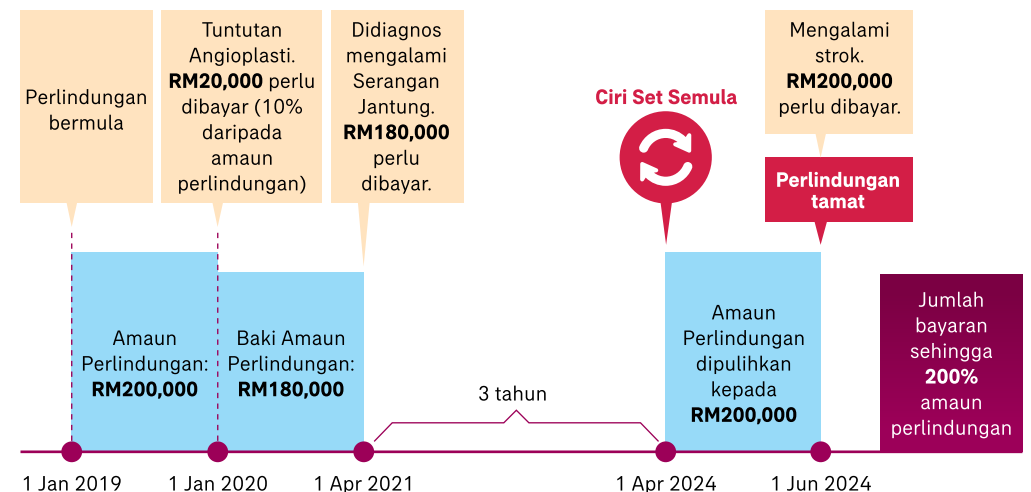 Perlindungan
bermula
Tuntutan
Angioplasti.
RM20,000 perlu
dibayar (10%
daripada
amaun
perlindungan)
Didiagnos
mengalami
Serangan
Jantung.
RM180,000
perlu
dibayar.
Ciri Set Semula
Mengalami
strok.
RM200,000
perlu dibayar.
Perlindungan
tamat
Amaun
Perlindungan:
RM200,000
Baki Amaun
Perlindungan:
RM180,000
3 tahun
Amaun
Perlindungan
dipulihkan
kepada
RM200,000
Jumlah
bayaran
sehingga
200%
amaun
perlindungan
1 Jan 2019
1 Jan 2020
1 Apr 2021
1 Apr 2024
1 Jun 2024